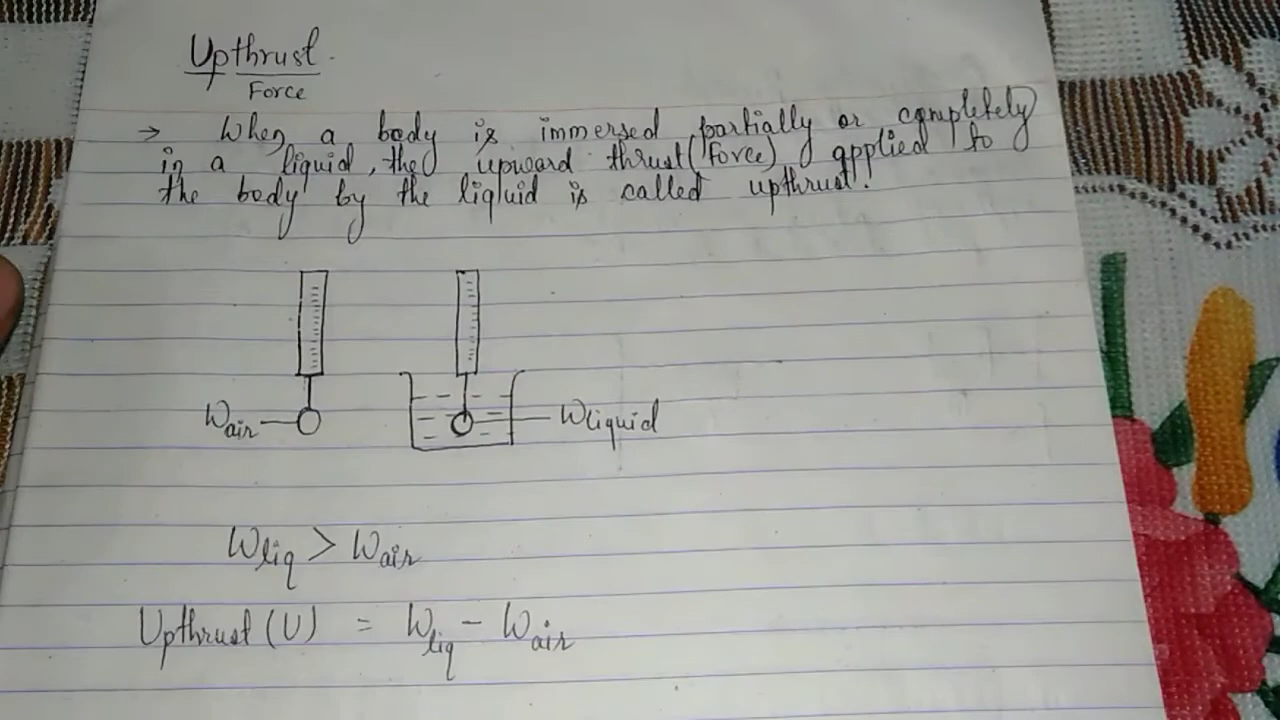 Upthrust
Force
→ When a body is immersed partially or completely
in a liquid, the upward thrust (Force) applied to
the body by the liquid is called upthrust.
Wair
Wliquid
Wliq > Wair
Upthrust (U) = Wliq - Wair